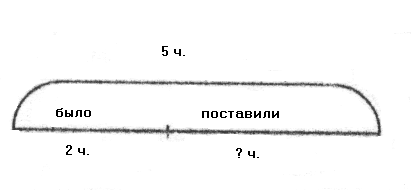 5 ч.
было поставили
2 ч. ? ч.